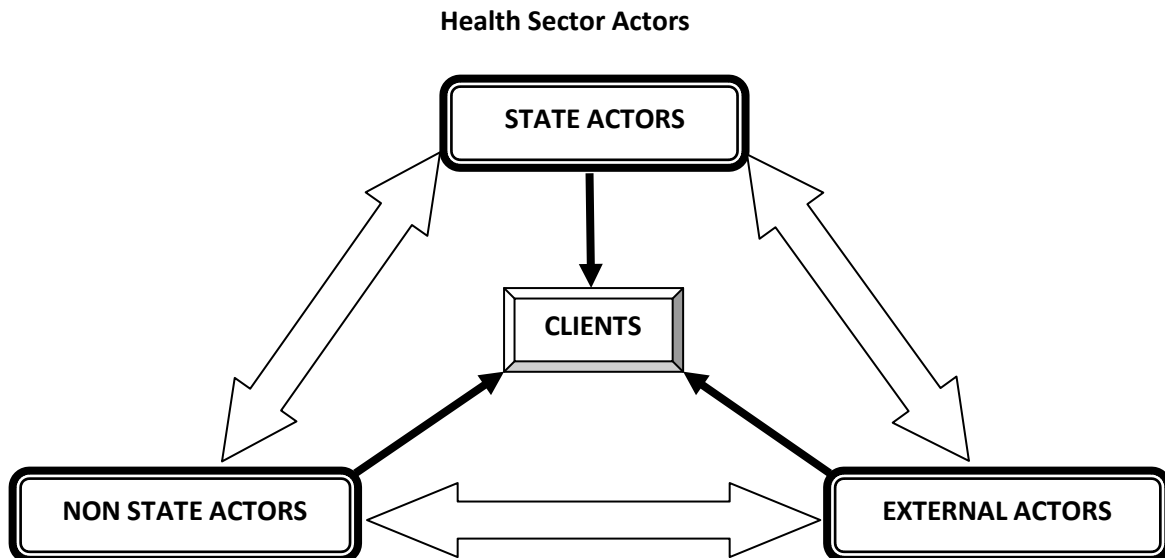 Health Sector Actors
STATE ACTORS
CLIENTS
NON STATE ACTORS
EXTERNAL ACTORS